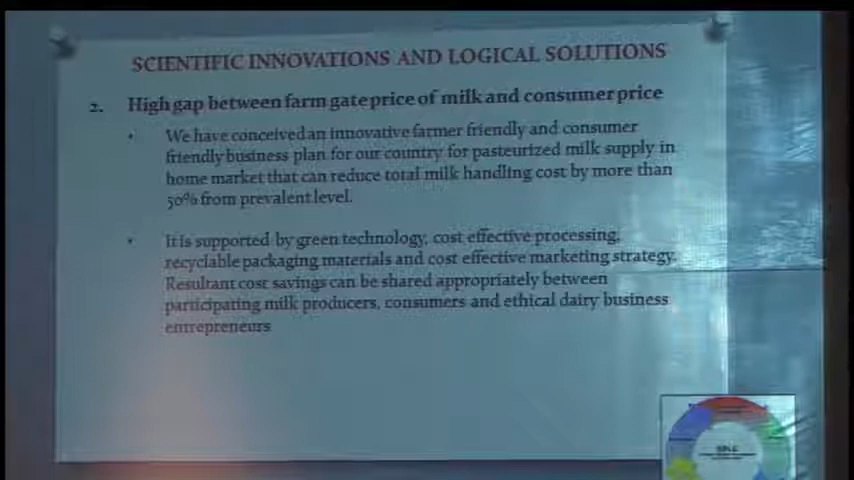 SCIENTIFIC INNOVATIONS AND LOGICAL SOLUTIONS
2. High gap between farm gate price of milk and consumer price
• We have conceived an innovative farmer friendly and consumer
friendly business plan for our country for pasteurized milk supply in
home market that can reduce total milk handling cost by more than
50% from prevalent level.
• It is supported by green technology, cost effective processing,
recyclable packaging materials and cost effective marketing strategy.
Resultant cost savings can be shared appropriately between
participating milk producers, consumers and ethical dairy business
entrepreneurs